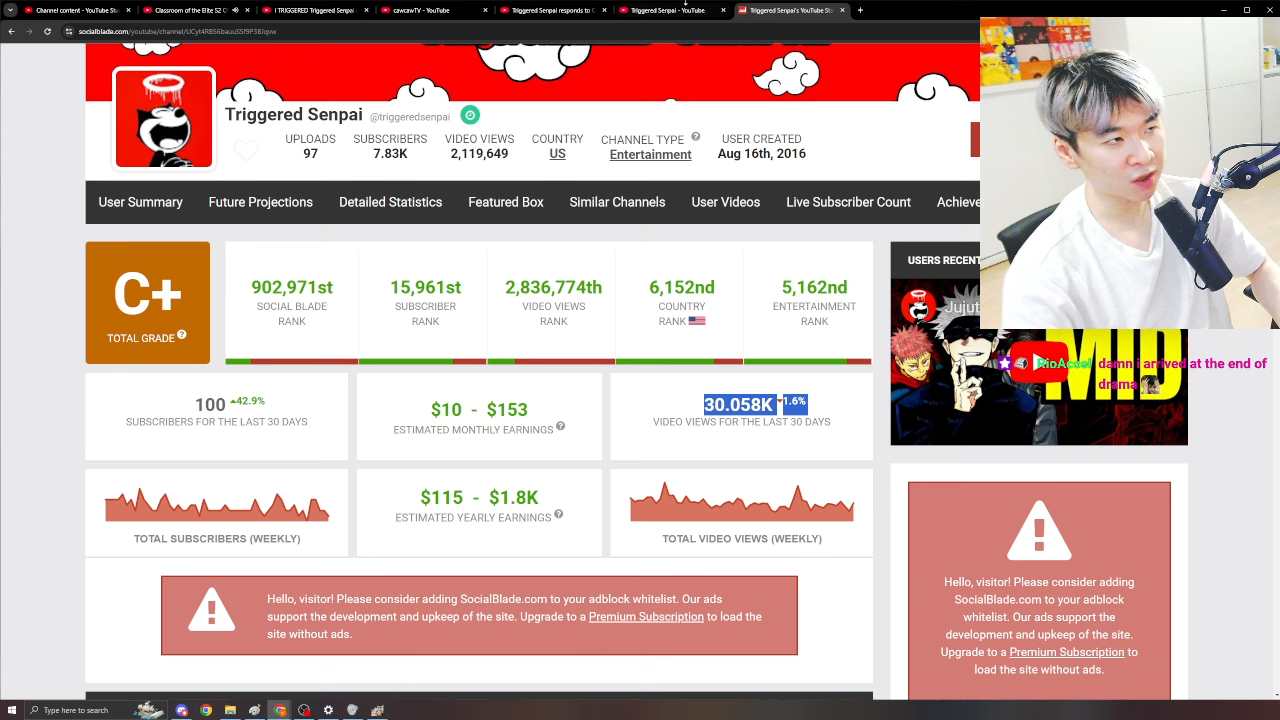 Channel content - YouTube
Classroom of the Elite S2
I TRIGGERED Triggered Senpai
cawcawTV - YouTube
Triggered Senpai responds to
Triggered Senpai - YouTube
Triggered Senpai's YouTube St
socialblade.com/youtube/channel/UCyt4RB56bauuSSf9P3BJqvw
Triggered Senpai @triggeredsenpai
UPLOADS SUBSCRIBERS VIDEO VIEWS COUNTRY CHANNEL TYPE USER CREATED
97 7.83K 2,119,649 US Entertainment Aug 16th, 2016
User Summary Future Projections Detailed Statistics Featured Box Similar Channels User Videos Live Subscriber Count Achieve
C+
TOTAL GRADE
902,971st
SOCIAL BLADE
RANK
15,961st
SUBSCRIBER
RANK
2,836,774th
VIDEO VIEWS
RANK
6,152nd
COUNTRY
RANK
5,162nd
ENTERTAINMENT
RANK
100 42.9%
SUBSCRIBERS FOR THE LAST 30 DAYS
$10 - $153
ESTIMATED MONTHLY EARNINGS
30.058K 1.6%
VIDEO VIEWS FOR THE LAST 30 DAYS
TOTAL SUBSCRIBERS (WEEKLY)
$115 - $1.8K
ESTIMATED YEARLY EARNINGS
TOTAL VIDEO VIEWS (WEEKLY)
Hello, visitor! Please consider adding SocialBlade.com to your adblock whitelist. Our ads
support the development and upkeep of the site. Upgrade to a Premium Subscription to load the
site without ads.
USERS RECENT
Jujut
MID
RioAccel damn i arrived at the end of
drama
Hello, visitor! Please consider adding
SocialBlade.com to your adblock
whitelist. Our ads support the
development and upkeep of the site.
Upgrade to a Premium Subscription to
load the site without ads.
Type here to search